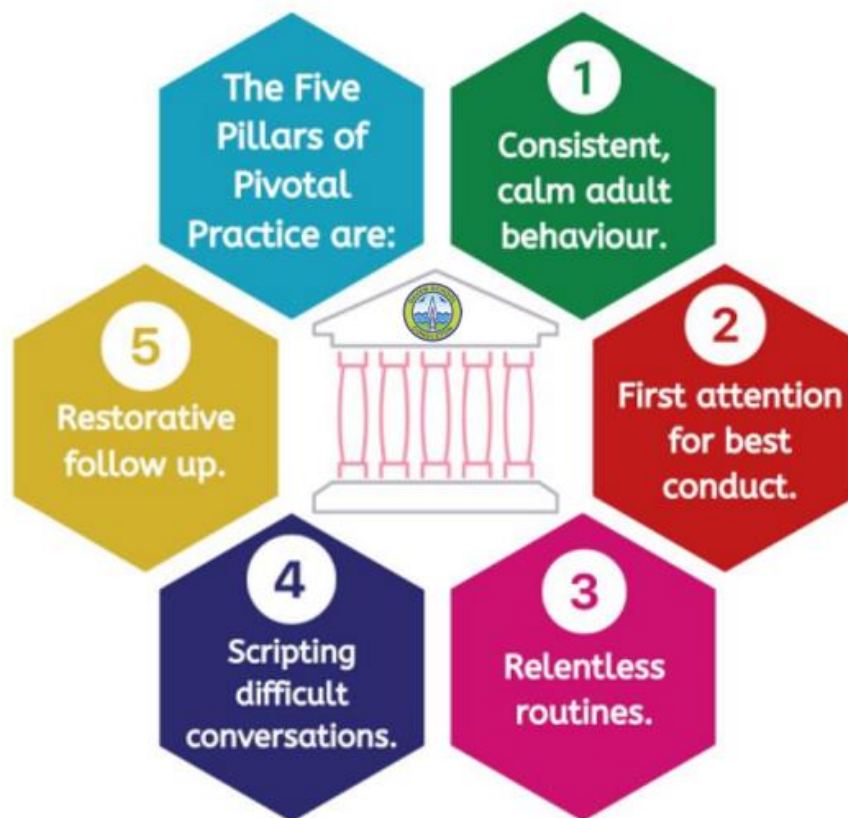 The Five
Pillars of
Pivotal
Practice are:
1
Consistent,
calm adult
behaviour.
2
First attention
for best
conduct.
3
Relentless
routines.
4
Scripting
difficult
conversations.
5
Restorative
follow up.